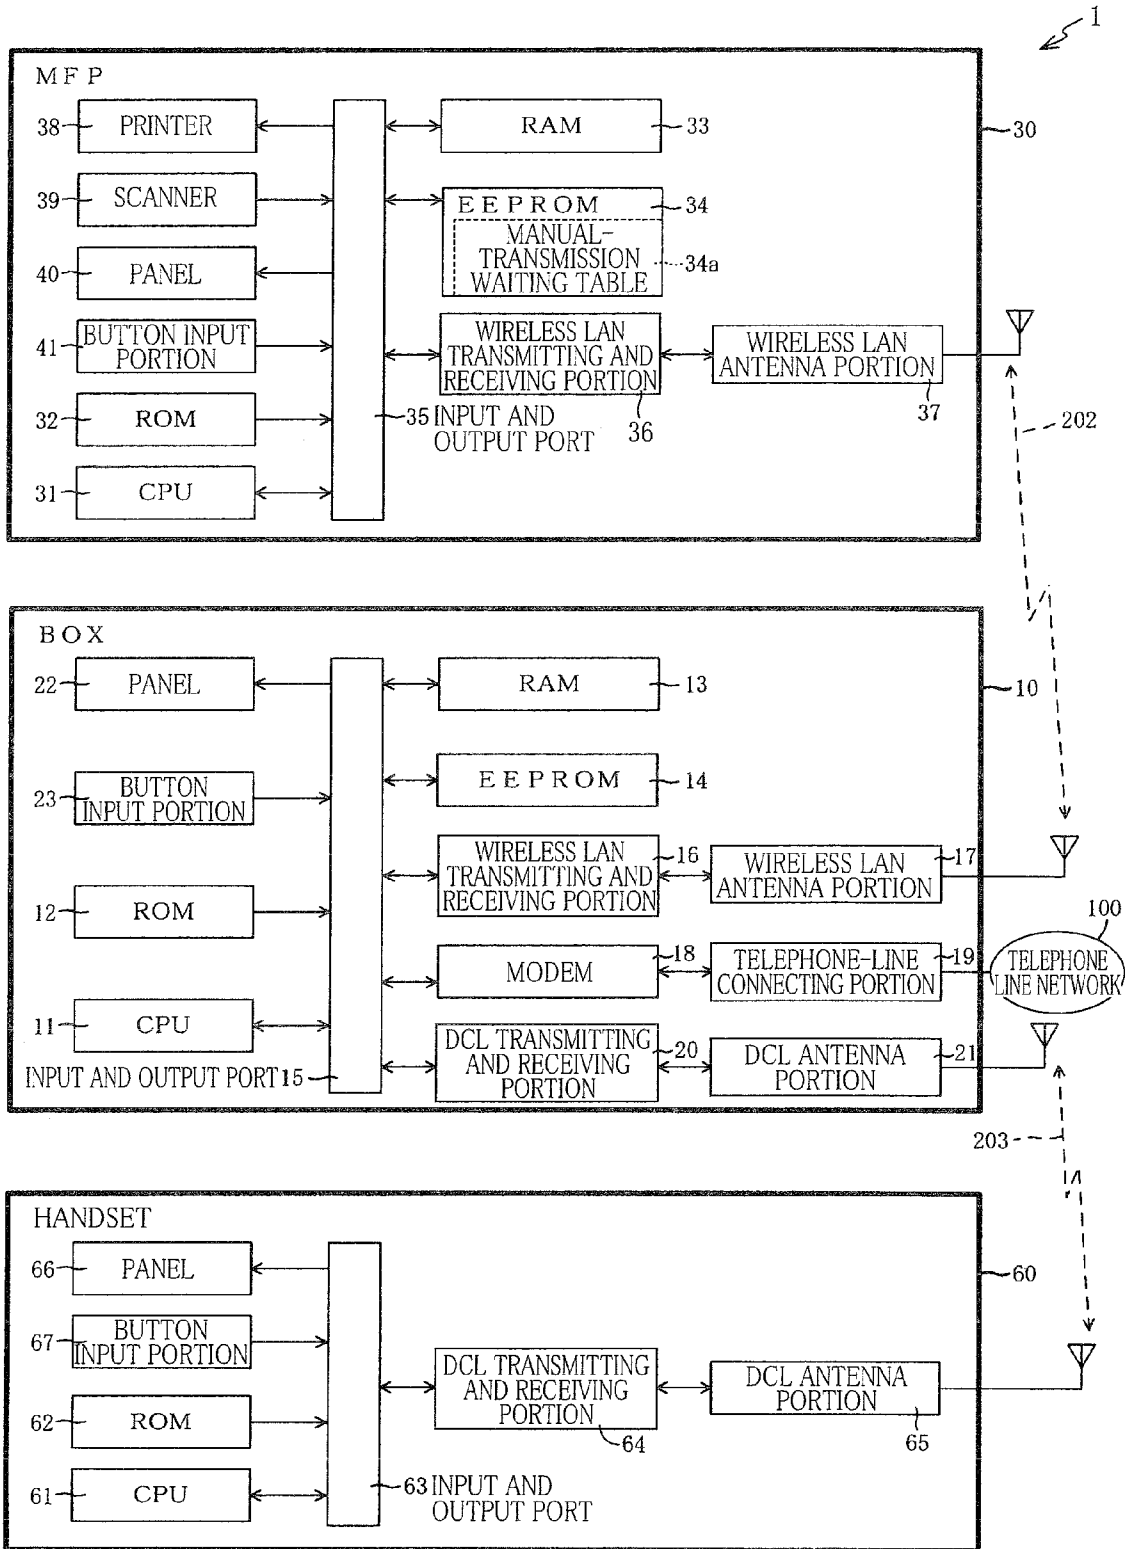 1
MFP
38 PRINTER
RAM 33
30
39 SCANNER
EEPROM 34
MANUAL-
TRANSMISSION
WAITING TABLE
34a
40 PANEL
41 BUTTON INPUT
PORTION
WIRELESS LAN
TRANSMITTING AND
RECEIVING PORTION
36
WIRELESS LAN
ANTENNA PORTION
37
32 ROM
35 INPUT AND
OUTPUT PORT
202
31 CPU
BOX
22 PANEL
RAM 13
10
23 BUTTON
INPUT PORTION
EEPROM 14
WIRELESS LAN
TRANSMITTING AND
RECEIVING PORTION
16
WIRELESS LAN
ANTENNA PORTION
17
12 ROM
MODEM
18
TELEPHONE-LINE
CONNECTING PORTION
19
100
TELEPHONE
LINE NETWORK
11 CPU
DCL TRANSMITTING
AND RECEIVING
PORTION
20
DCL ANTENNA
PORTION
21
INPUT AND OUTPUT PORT 15
203
HANDSET
66 PANEL
60
67 BUTTON
INPUT PORTION
DCL TRANSMITTING
AND RECEIVING
PORTION
64
DCL ANTENNA
PORTION
65
62 ROM
61 CPU
63 INPUT AND
OUTPUT PORT